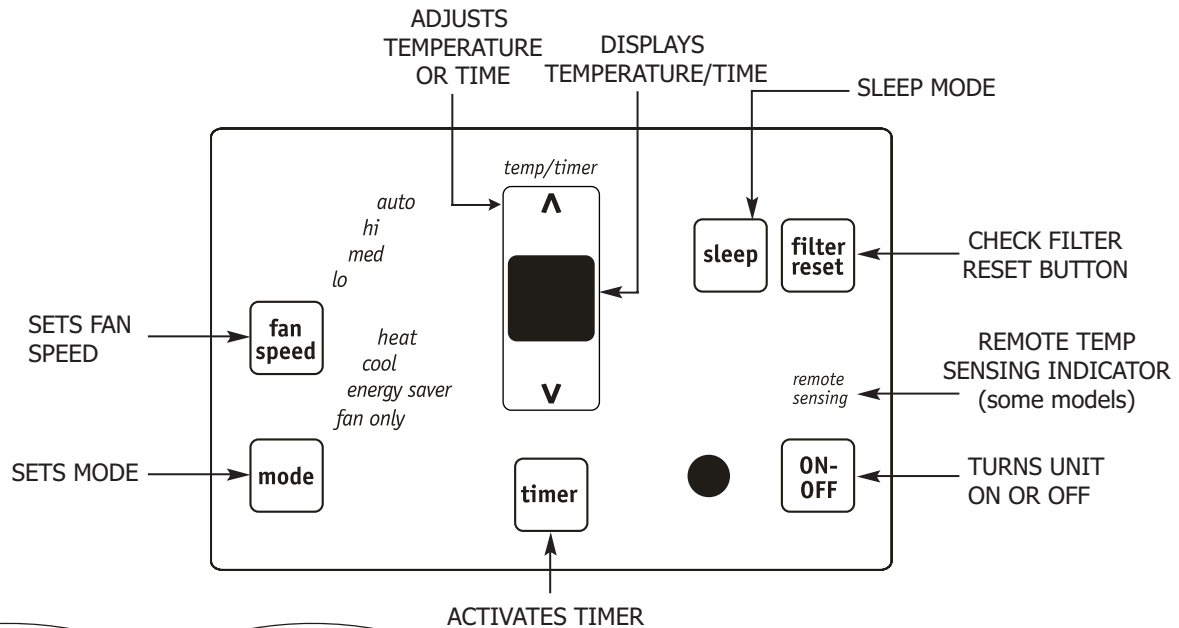 ADJUSTS
TEMPERATURE
OR TIME
DISPLAYS
TEMPERATURE/TIME
SLEEP MODE
temp/timer
auto
hi
med
lo
∧
∨
sleep
filter
reset
CHECK FILTER
RESET BUTTON
SETS FAN
SPEED
fan
speed
heat
cool
energy saver
fan only
remote
sensing
REMOTE TEMP
SENSING INDICATOR
(some models)
SETS MODE
mode
timer
ON-
OFF
TURNS UNIT
ON OR OFF
ACTIVATES TIMER